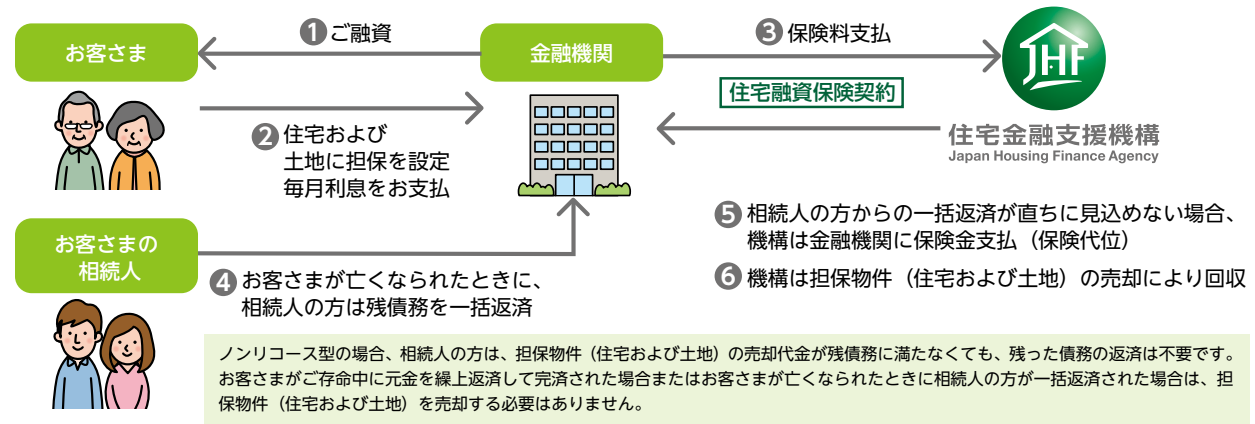 お客さま
❶ご融資
金融機関
❸保険料支払
JHF
住宅融資保険契約
住宅金融支援機構
Japan Housing Finance Agency
❷住宅および
土地に担保を設定
毎月利息をお支払
お客さまの
相続人
❹お客さまが亡くなられたときに、
相続人の方は残債務を一括返済
❺相続人の方からの一括返済が直ちに見込めない場合、
機構は金融機関に保険金支払（保険代位）
❻機構は担保物件（住宅および土地）の売却により回収
ノンリコース型の場合、相続人の方は、担保物件（住宅および土地）の売却代金が残債務に満たなくても、残った債務の返済は不要です。
お客さまがご存命中に元金を繰上返済して完済された場合またはお客さまが亡くなられたときに相続人の方が一括返済された場合は、担
保物件（住宅および土地）を売却する必要はありません。